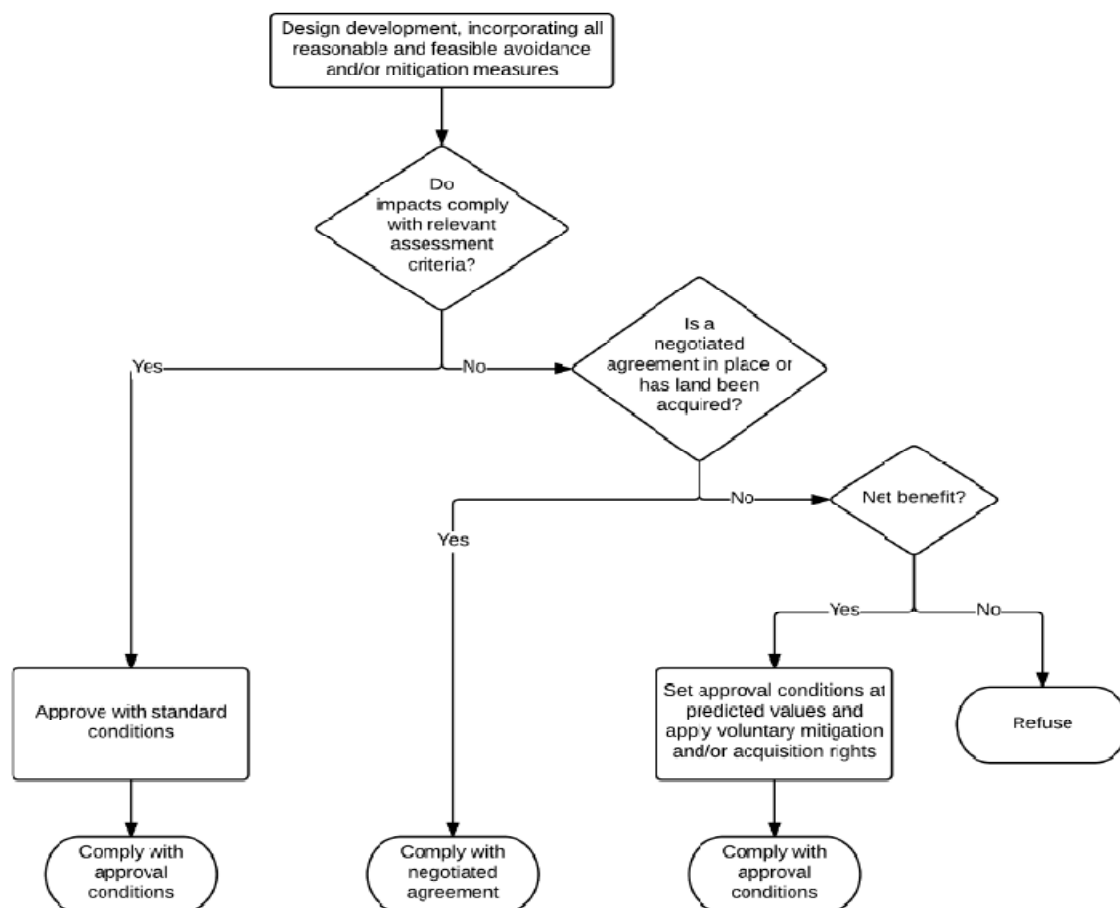 Design development, incorporating all
reasonable and feasible avoidance
and/or mitigation measures
Do
impacts comply
with relevant
assessment
criteria?
Is a
negotiated
agreement in place or
has land been
acquired?
Yes
No
Net benefit?
No
Yes
Yes
No
Approve with standard
conditions
Set approval conditions at
predicted values and
apply voluntary mitigation
and/or acquisition rights
Refuse
Comply with
approval
conditions
Comply with
negotiated
agreement
Comply with
approval
conditions